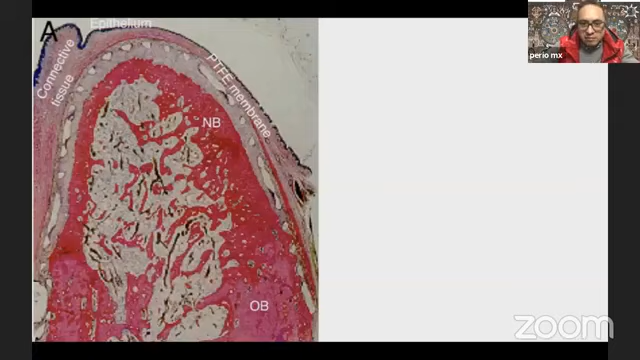 A
Epithelium
Connective
tissue
PTFE membrane
NB
OB
perio mx
zoom